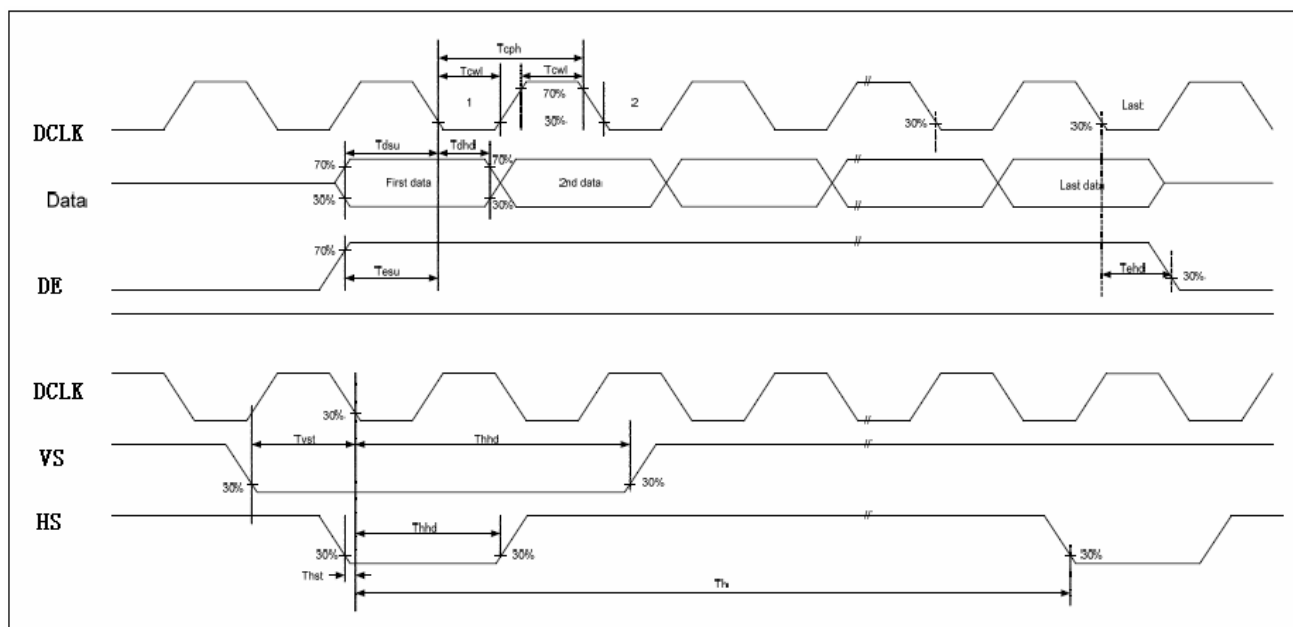 Tcph
Tcwl Tcwl
1 70% 2 Last
DCLK 30% 30% 30%
Tdsu Tdhd
70% 70%
Data First data 2nd data Last data
30% 30%
70%
DE Tesu Tehd 30%
DCLK
30%
Tvst Thhd
VS
30% 30%
HS
Thhd
30% 30% 30%
Thst
Th